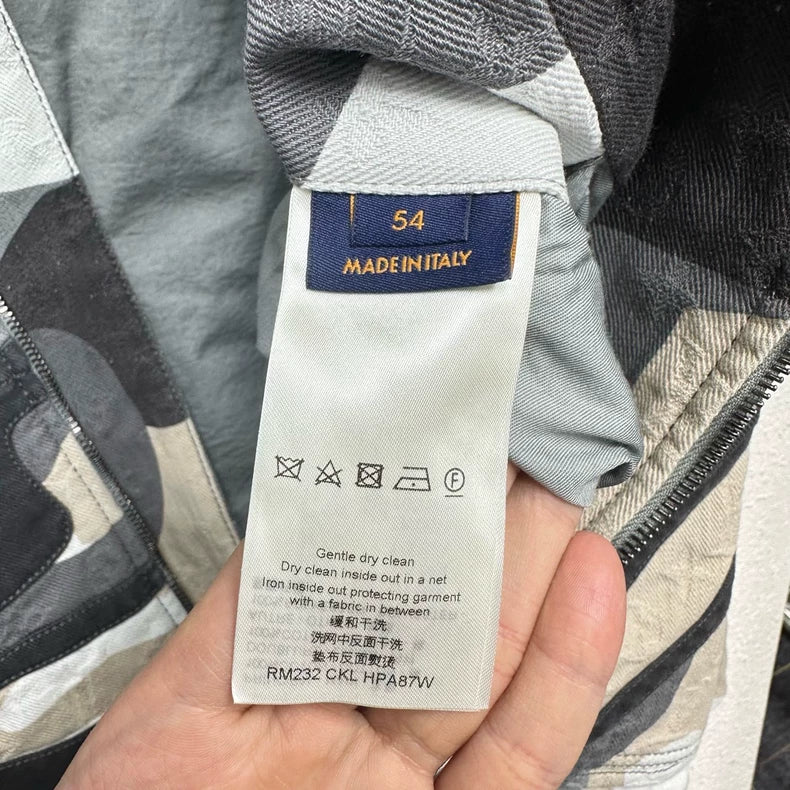 54
MADE IN ITALY
F
Gentle dry clean
Dry clean inside out in a net
Iron inside out protecting garment
with a fabric in between
缓和干洗
洗网中反面干洗
垫布反面熨烫
RM232 CKL HPA87W